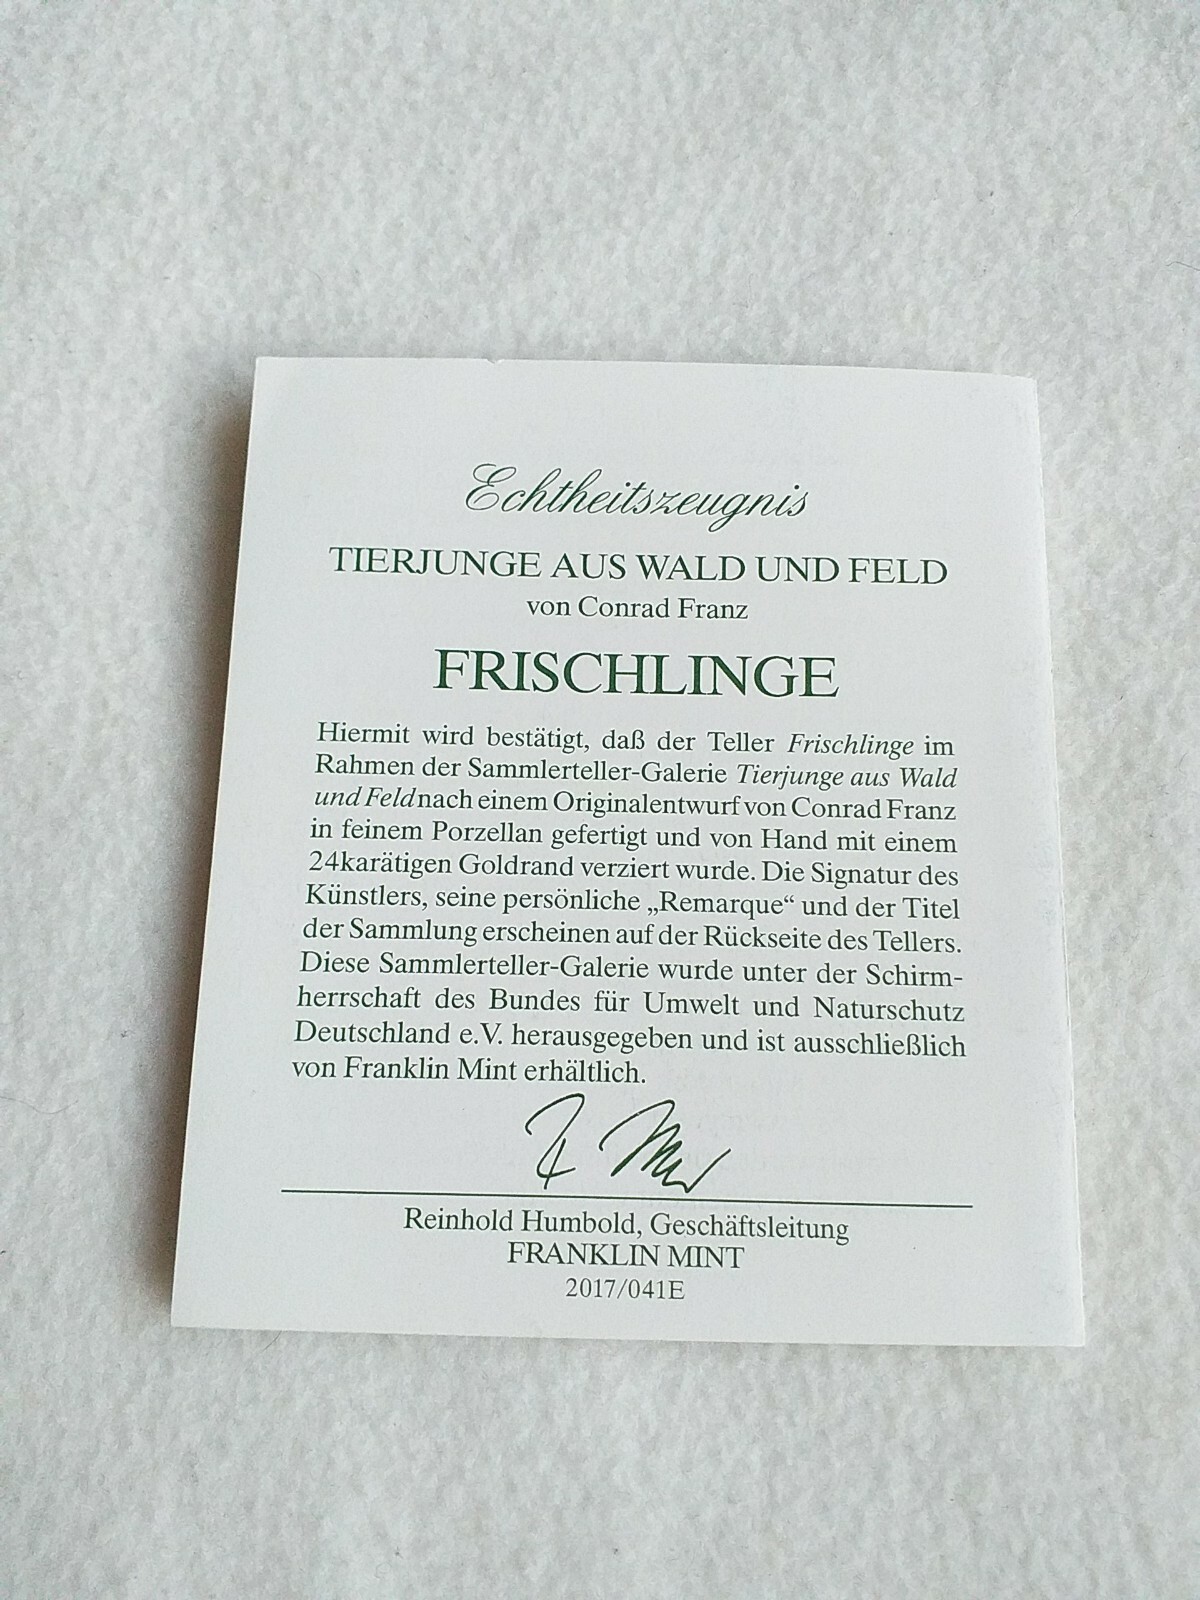 Echtheitszeugnis
TIERJUNGE AUS WALD UND FELD
von Conrad Franz
FRISCHLINGE
Hiermit wird bestätigt, daß der Teller Frischlinge im
Rahmen der Sammlerteller-Galerie Tierjunge aus Wald
und Feld nach einem Originalentwurf von Conrad Franz
in feinem Porzellan gefertigt und von Hand mit einem
24karätigen Goldrand verziert wurde. Die Signatur des
Künstlers, seine persönliche „Remarque“ und der Titel
der Sammlung erscheinen auf der Rückseite des Tellers.
Diese Sammlerteller-Galerie wurde unter der Schirm-
herrschaft des Bundes für Umwelt und Naturschutz
Deutschland e.V. herausgegeben und ist ausschließlich
von Franklin Mint erhältlich.
Reinhold Humbold, Geschäftsleitung
FRANKLIN MINT
2017/041E